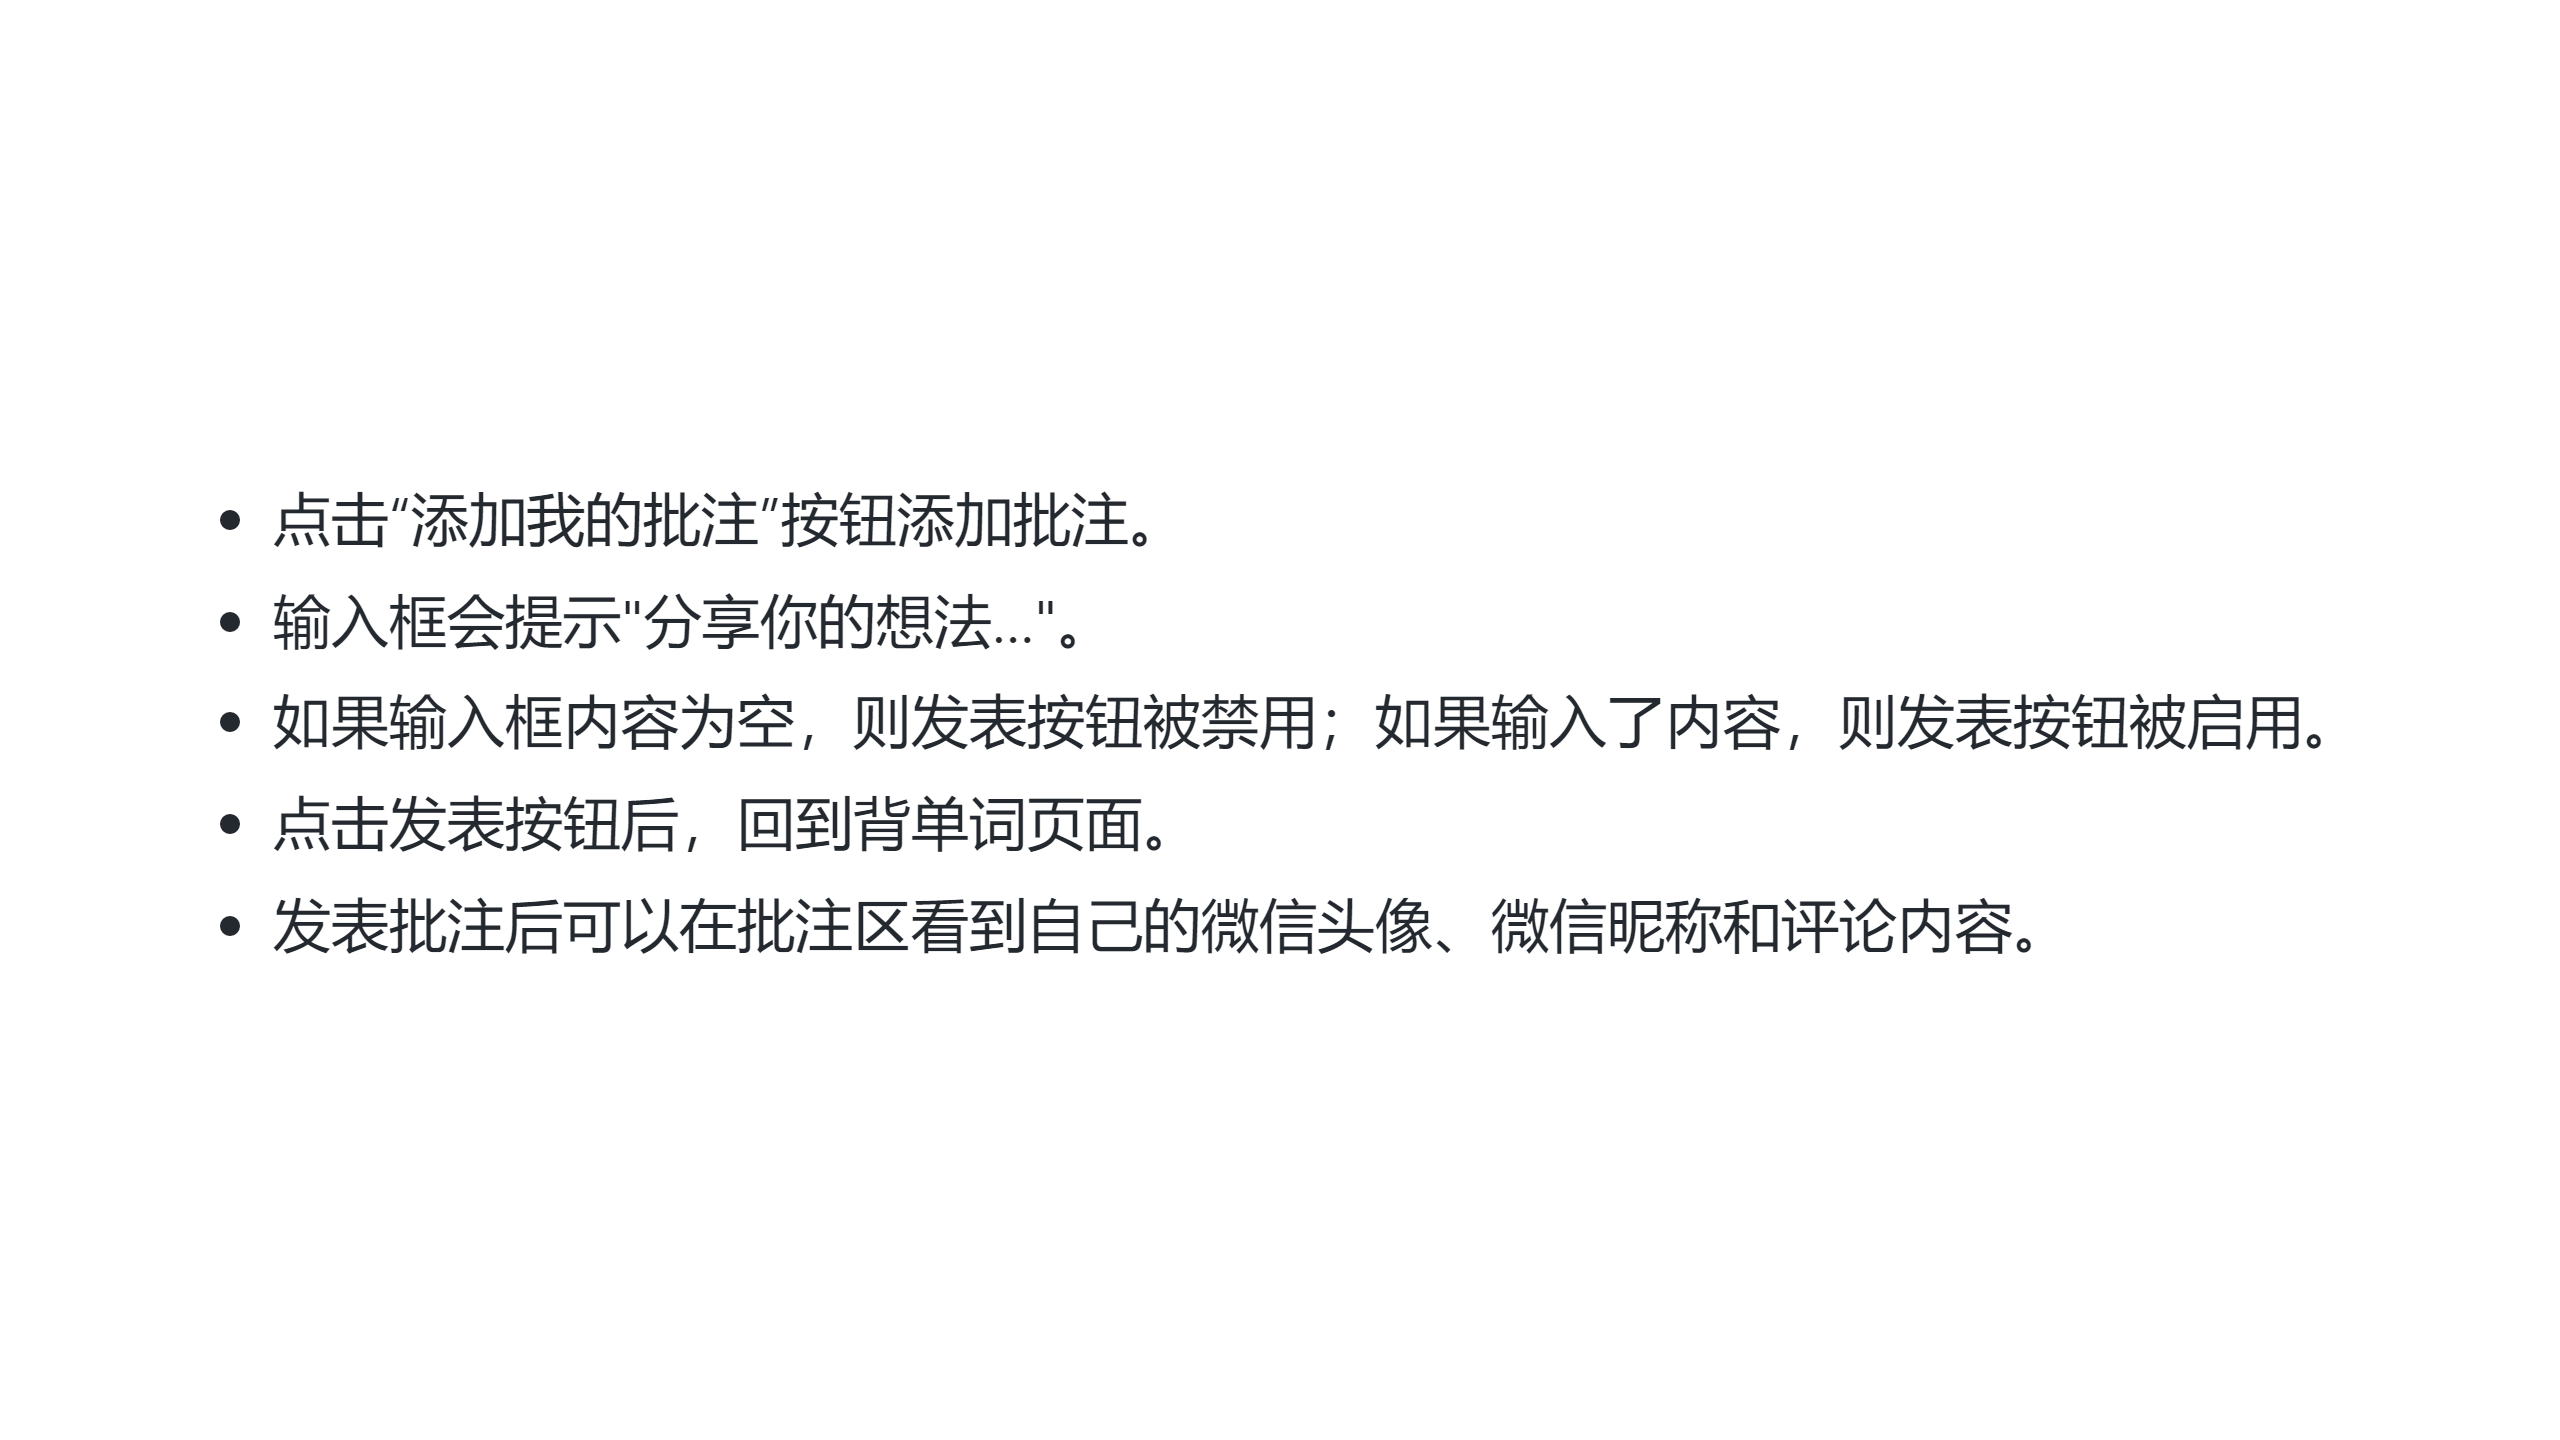 • 点击“添加我的批注”按钮添加批注。
• 输入框会提示"分享你的想法..."。
• 如果输入框内容为空，则发表按钮被禁用；如果输入了内容，则发表按钮被启用。
• 点击发表按钮后，回到背单词页面。
• 发表批注后可以在批注区看到自己的微信头像、微信昵称和评论内容。